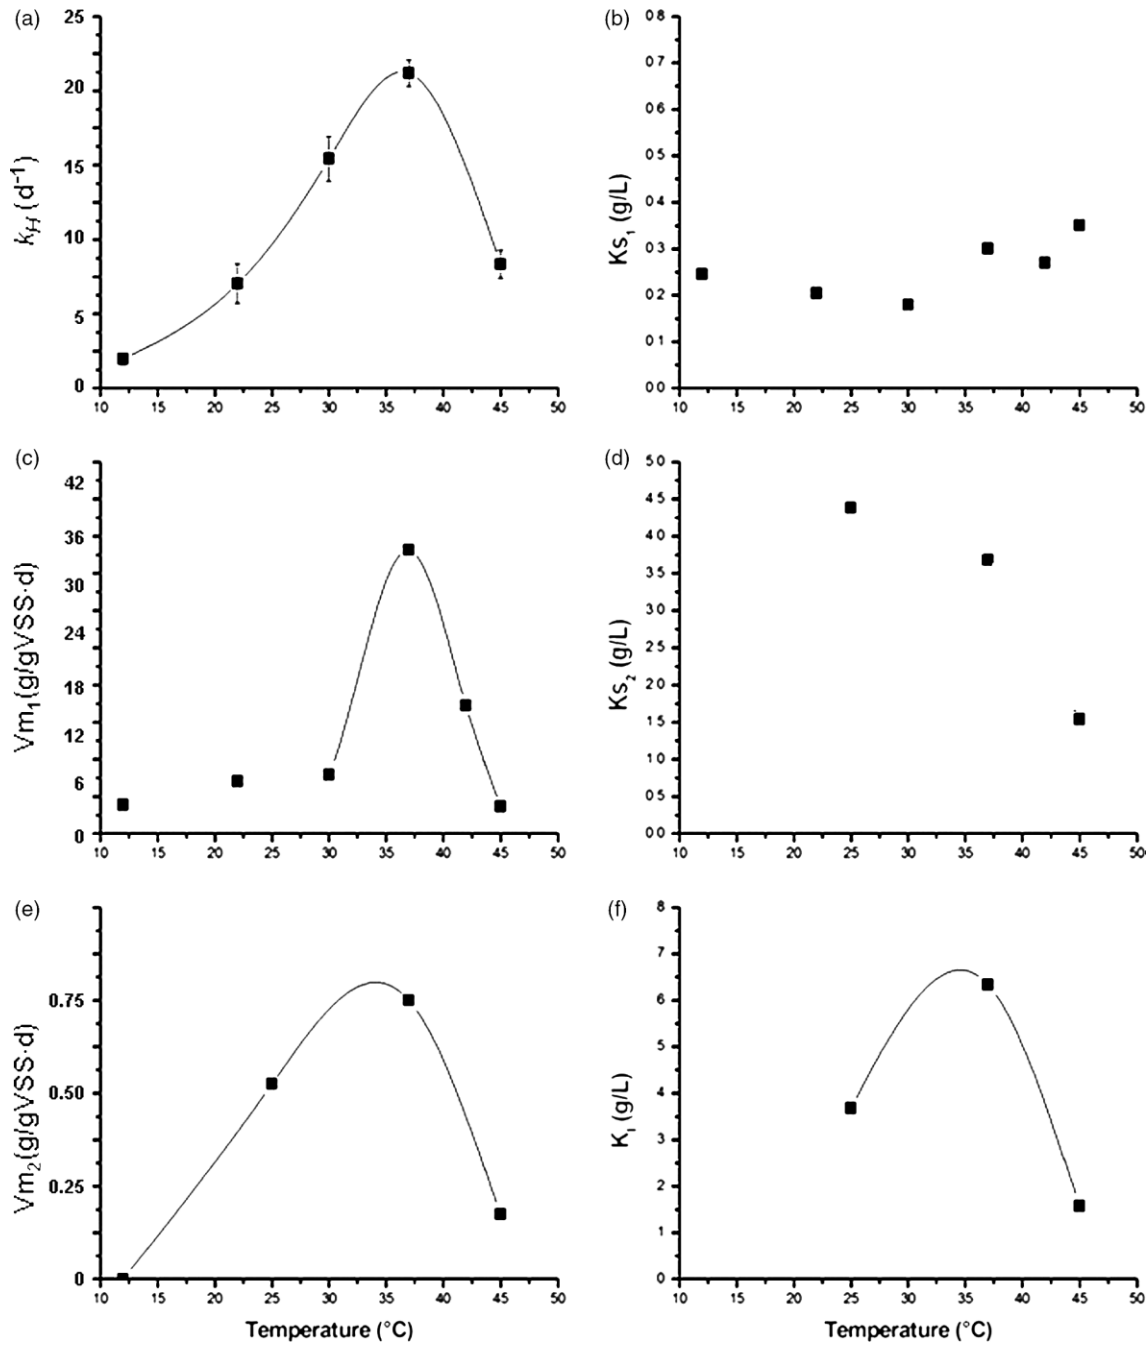 (a)
25
20
15
10
5
0
k_H (d⁻¹)
10 15 20 25 30 35 40 45 50
(b)
0.8
0.7
0.6
0.5
0.4
0.3
0.2
0.1
0.0
Ks₁ (g/L)
10 15 20 25 30 35 40 45 50
(c)
42
36
30
24
18
12
6
0
Vm₁(g/gVSS·d)
10 15 20 25 30 35 40 45 50
(d)
5.0
4.5
4.0
3.5
3.0
2.5
2.0
1.5
1.0
0.5
0.0
Ks₂ (g/L)
10 15 20 25 30 35 40 45 50
(e)
0.75
0.50
0.25
0
Vm₂(g/gVSS·d)
10 15 20 25 30 35 40 45 50
Temperature (°C)
(f)
8
7
6
5
4
3
2
1
0
K_I (g/L)
10 15 20 25 30 35 40 45 50
Temperature (°C)